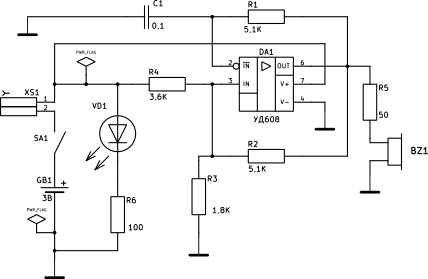 C1
R1
0,1
5,1K
PWR_FLAG
DA1
2
IN
OUT
6
R4
3
IN
V+
7
XS1
3,6K
V-
4
R5
1
2
VD1
УД608
50
SA1
R2
BZ1
5,1K
GB1
R3
+
3В
R6
1,8K
PWR_FLAG
100